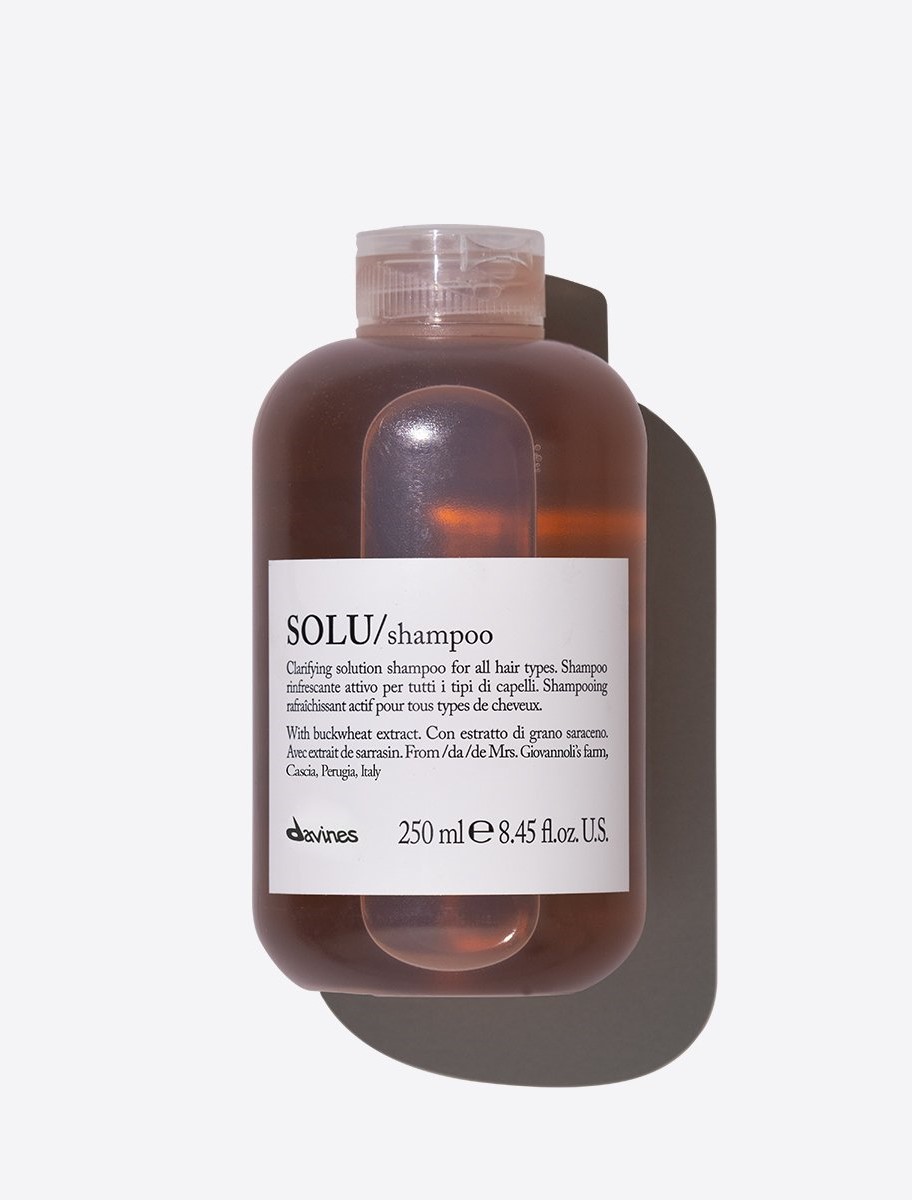 SOLU/shampoo
Clarifying solution shampoo for all hair types. Shampoo
rinfrescante attivo per tutti i tipi di capelli. Shampooing
rafraîchissant actif pour tous types de cheveux.
With buckwheat extract. Con estratto di grano saraceno.
Avec extrait de sarrasin. From /da /de Mrs. Giovannoli's farm,
Cascia, Perugia, Italy
davines 250 ml ℮ 8.45 fl.oz. U.S.